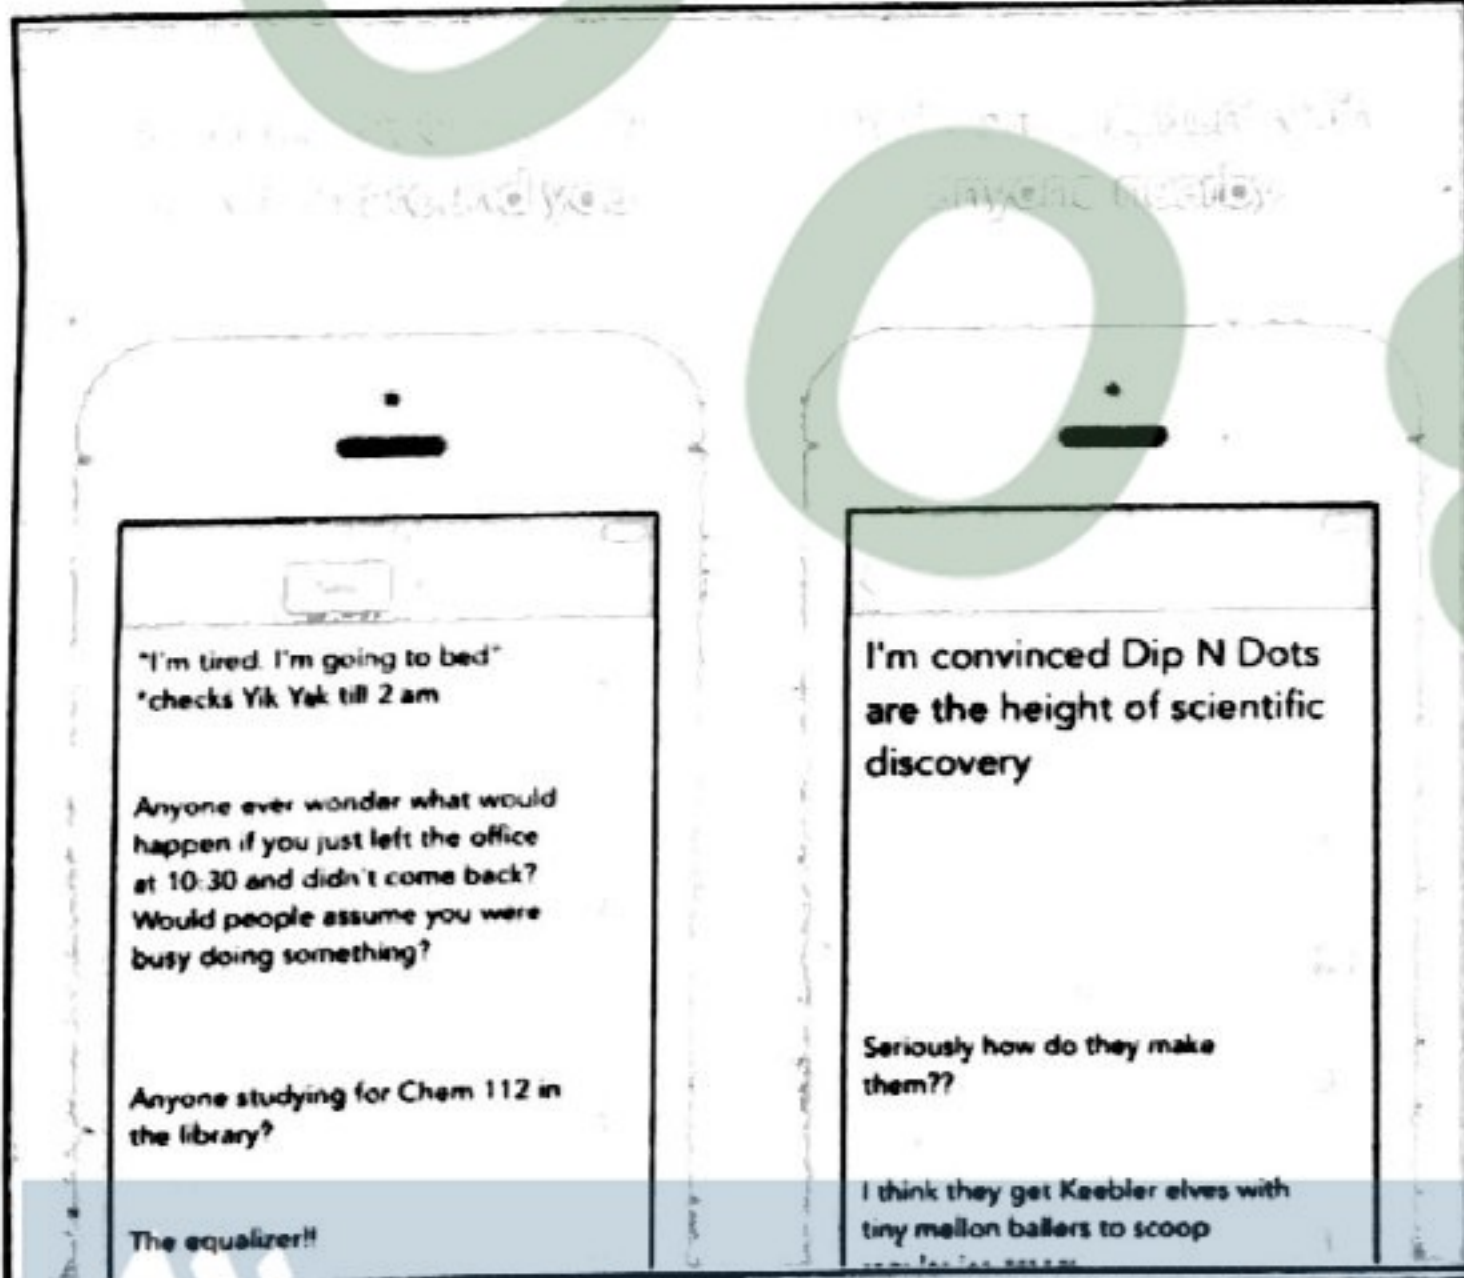 "I'm tired. I'm going to bed"
*checks Yik Yak till 2 am
Anyone ever wonder what would
happen if you just left the office
at 10:30 and didn't come back?
Would people assume you were
busy doing something?
Anyone studying for Chem 112 in
the library?
The equalizer!!
anyone nearby
I'm convinced Dip N Dots
are the height of scientific
discovery
Seriously how do they make
them??
I think they get Keebler elves with
tiny mellon ballers to scoop